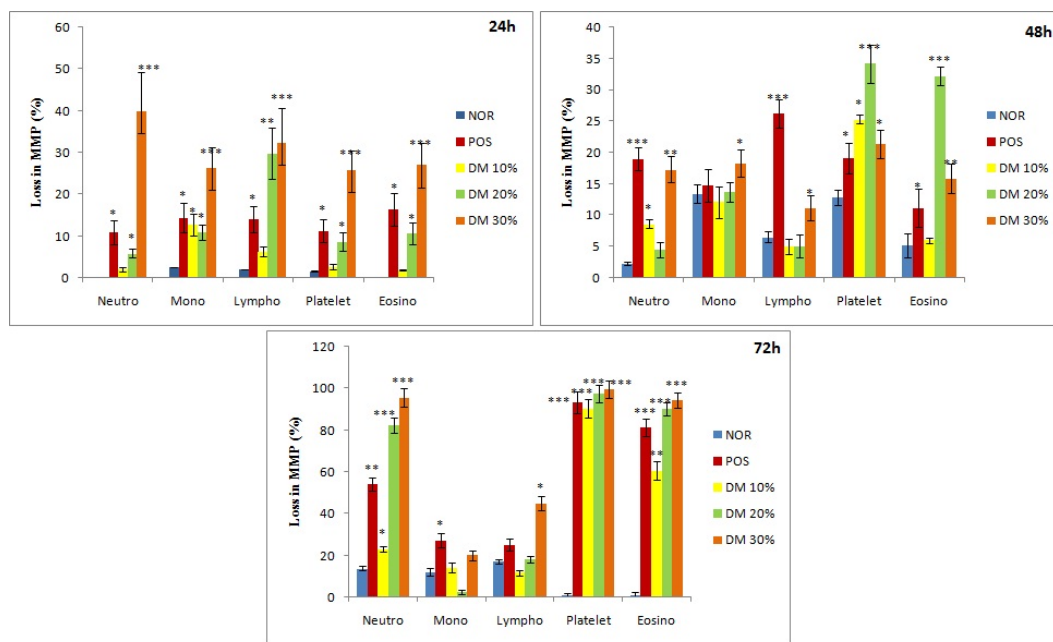 24h
Loss in MMP (%)
60
50
40
30
20
10
0
*
*
***
*
*
*
***
*
**
***
*
*
***
*
*
***
Neutro Mono Lympho Platelet Eosino
NOR
POS
DM 10%
DM 20%
DM 30%
48h
Loss in MMP (%)
40
35
30
25
20
15
10
5
0
***
*
**
*
***
*
*
*
***
*
*
***
**
Neutro Mono Lympho Platelet Eosino
NOR
POS
DM 10%
DM 20%
DM 30%
72h
Loss in MMP (%)
120
100
80
60
40
20
0
**
*
***
***
*
*
***
***
***
***
***
**
***
***
Neutro Mono Lympho Platelet Eosino
NOR
POS
DM 10%
DM 20%
DM 30%